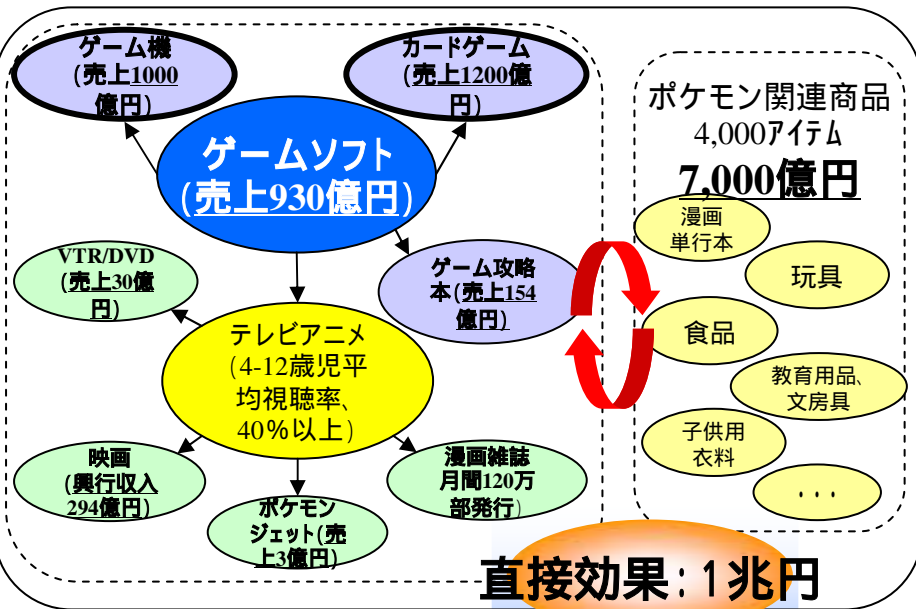 ゲーム機
(売上1000
億円)
カードゲーム
(売上1200億
円)
ゲームソフト
(売上930億円)
VTR/DVD
(売上30億
円)
ゲーム攻略
本(売上154
億円)
テレビアニメ
(4-12歳児平
均視聴率、
40%以上)
映画
(興行収入
294億円)
ポケモン
ジェット(売
上3億円)
漫画雑誌
月間120万
部発行)
ポケモン関連商品
4,000アイテム
7,000億円
漫画
単行本
玩具
食品
教育用品、
文房具
子供用
衣料
...
直接効果:1兆円